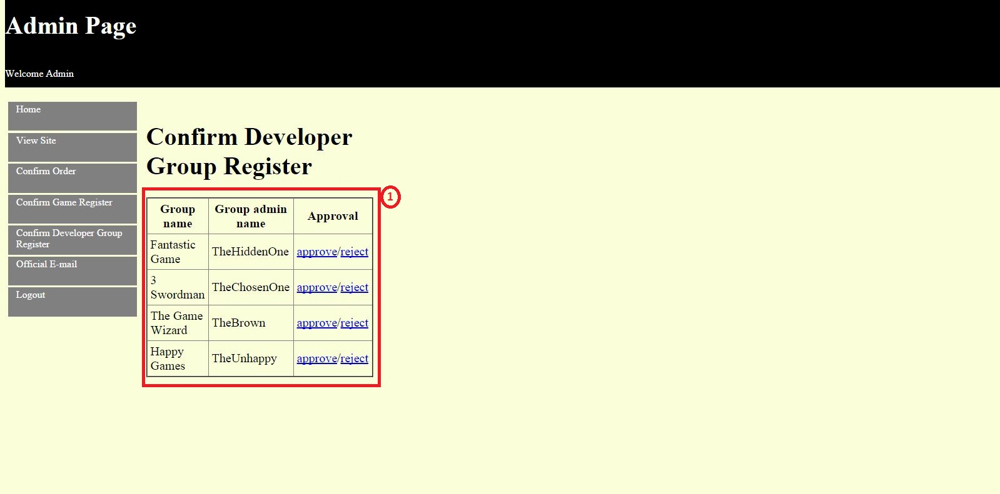 Admin Page
Welcome Admin
Home
View Site
Confirm Order
Confirm Game Register
Confirm Developer Group
Register
Official E-mail
Logout
Confirm Developer
Group Register
1
Group
name
Group admin
name
Approval
Fantastic
Game
TheHiddenOne
approve/reject
3
Swordman
TheChosenOne
approve/reject
The Game
Wizard
TheBrown
approve/reject
Happy
Games
TheUnhappy
approve/reject